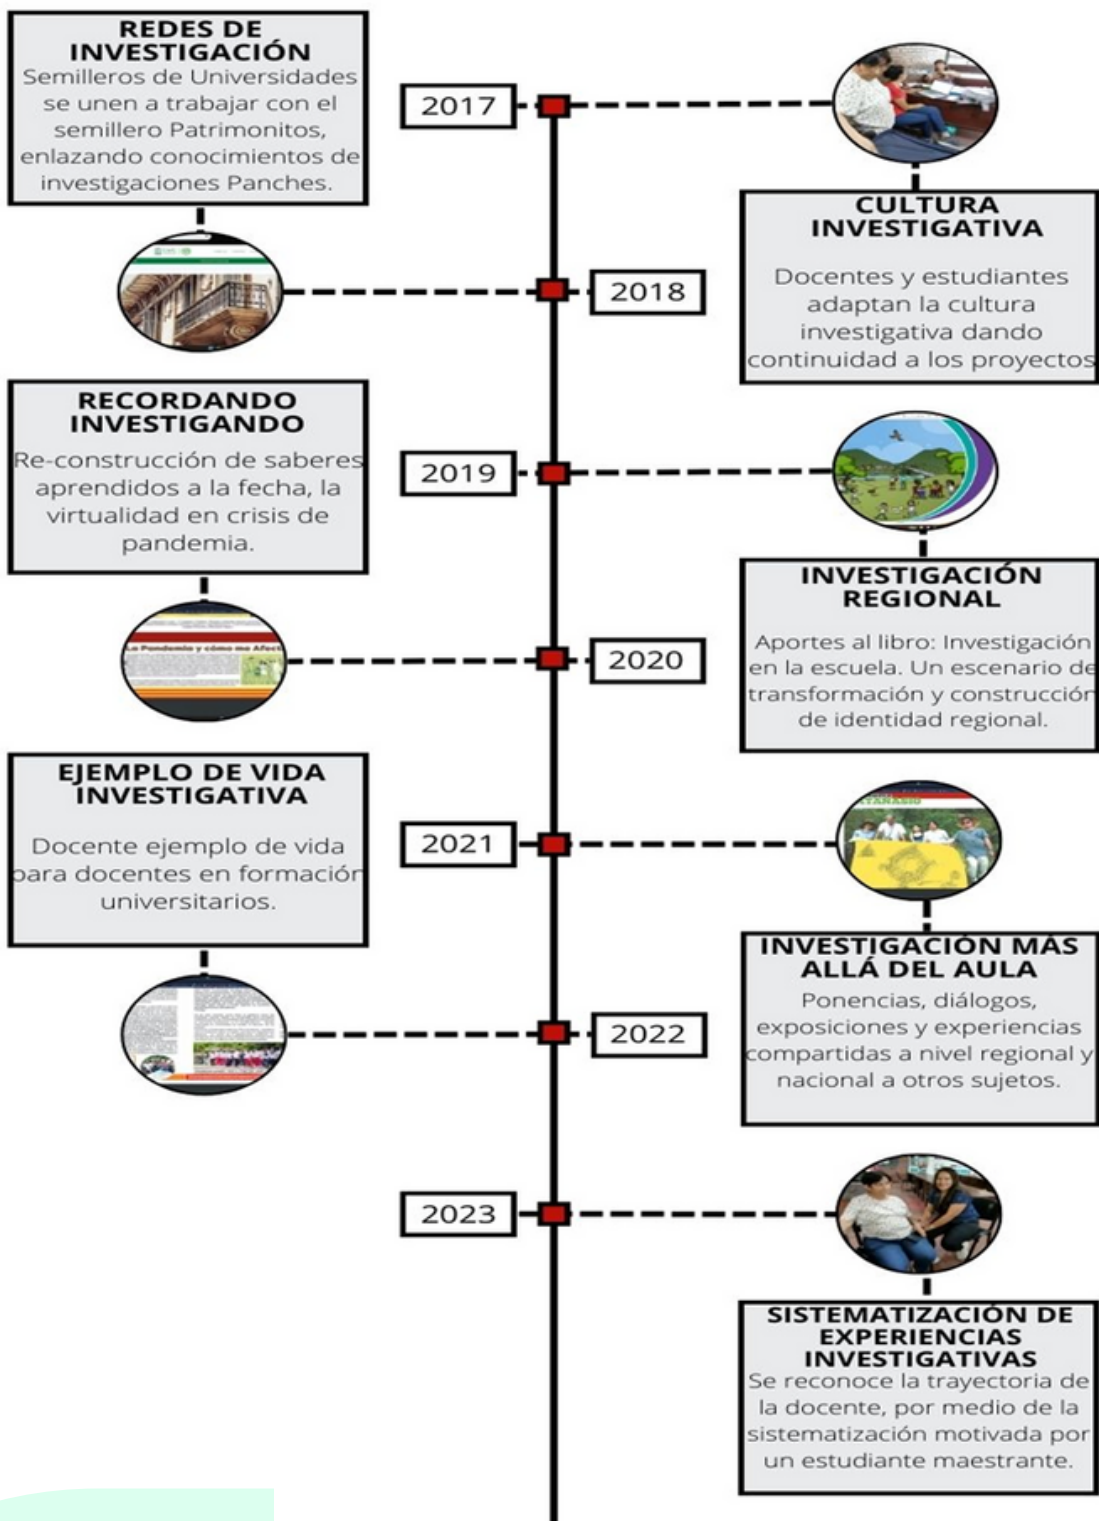 REDES DE
INVESTIGACIÓN
Semilleros de Universidades
se unen a trabajar con el
semillero Patrimonitos,
enlazando conocimientos de
investigaciones Panches.
2017
CULTURA
INVESTIGATIVA
Docentes y estudiantes
adaptan la cultura
investigativa dando
continuidad a los proyectos
2018
RECORDANDO
INVESTIGANDO
Re-construcción de saberes
aprendidos a la fecha, la
virtualidad en crisis de
pandemia.
2019
INVESTIGACIÓN
REGIONAL
Aportes al libro: Investigación
en la escuela. Un escenario de
transformación y construcción
de identidad regional.
La Pandemia y cómo me Afect
2020
EJEMPLO DE VIDA
INVESTIGATIVA
Docente ejemplo de vida
para docentes en formación
universitarios.
2021
ATANASIO
INVESTIGACIÓN MÁS
ALLÁ DEL AULA
Ponencias, diálogos,
exposiciones y experiencias
compartidas a nivel regional y
nacional a otros sujetos.
2022
2023
SISTEMATIZACIÓN DE
EXPERIENCIAS
INVESTIGATIVAS
Se reconoce la trayectoria de
la docente, por medio de la
sistematización motivada por
un estudiante maestrante.